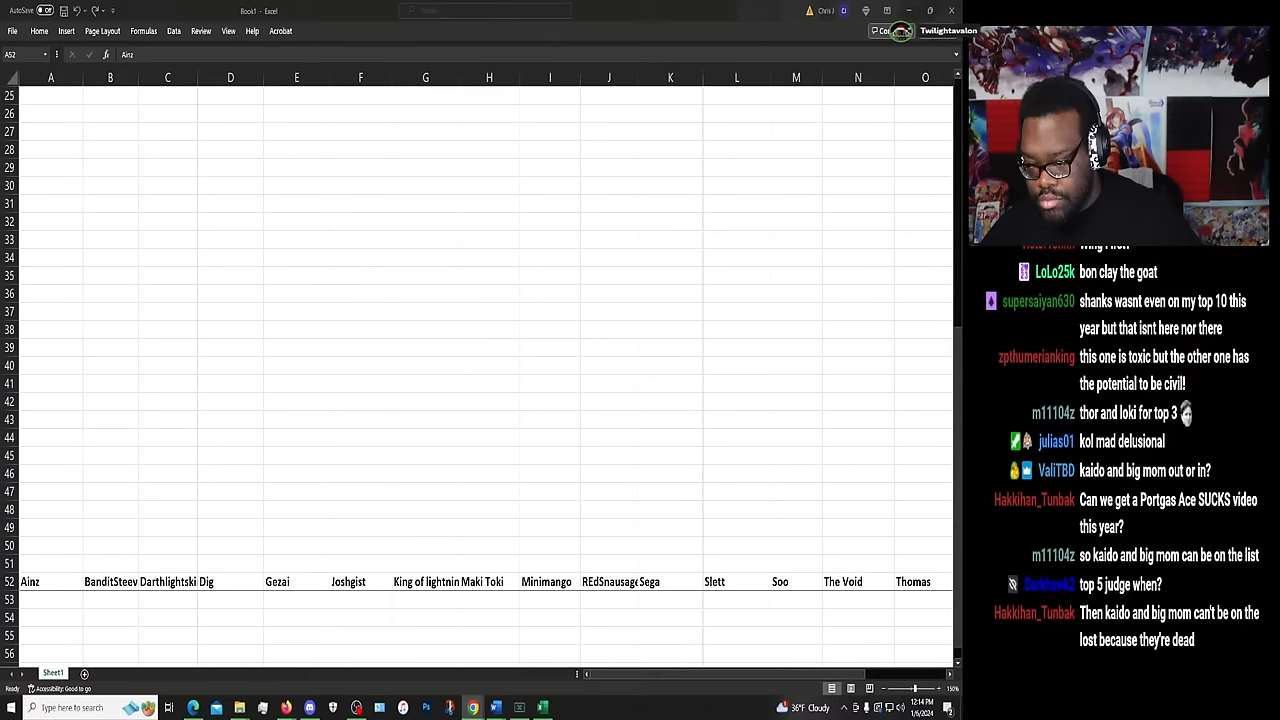 AutoSave Off Book1 - Excel Chris J
File Home Insert Page Layout Formulas Data Review View Help Acrobat
Twilightavalon
A52 fx Ainz
A B C D E F G H I J K L M N O
25
26
27
28
29
30
31
32
33
34
35
36
37
38
39
40
41
42
43
44
45
46
47
48
49
50
51
52 Ainz BanditSteev Darthlightski Dig Gezai Joshgist King of lightnin Maki Toki Minimango REdSnausage Sega Slett Soo The Void Thomas
53
54
55
56
Sheet1
Ready Accessibility: Good to go 150%
Type here to search 36°F Cloudy 12:14 PM
1/6/2024
LoLo25k bon clay the goat
supersaiyan630 shanks wasnt even on my top 10 this
year but that isnt here nor there
zpthumerianking this one is toxic but the other one has
the potential to be civil!
m11104z thor and loki for top 3
julias01 kol mad delusional
ValiTBD kaido and big mom out or in?
Hakkihan_Tunbak Can we get a Portgas Ace SUCKS video
this year?
m11104z so kaido and big mom can be on the list
Darkhawk2 top 5 judge when?
Hakkihan_Tunbak Then kaido and big mom can't be on the
lost because they're dead